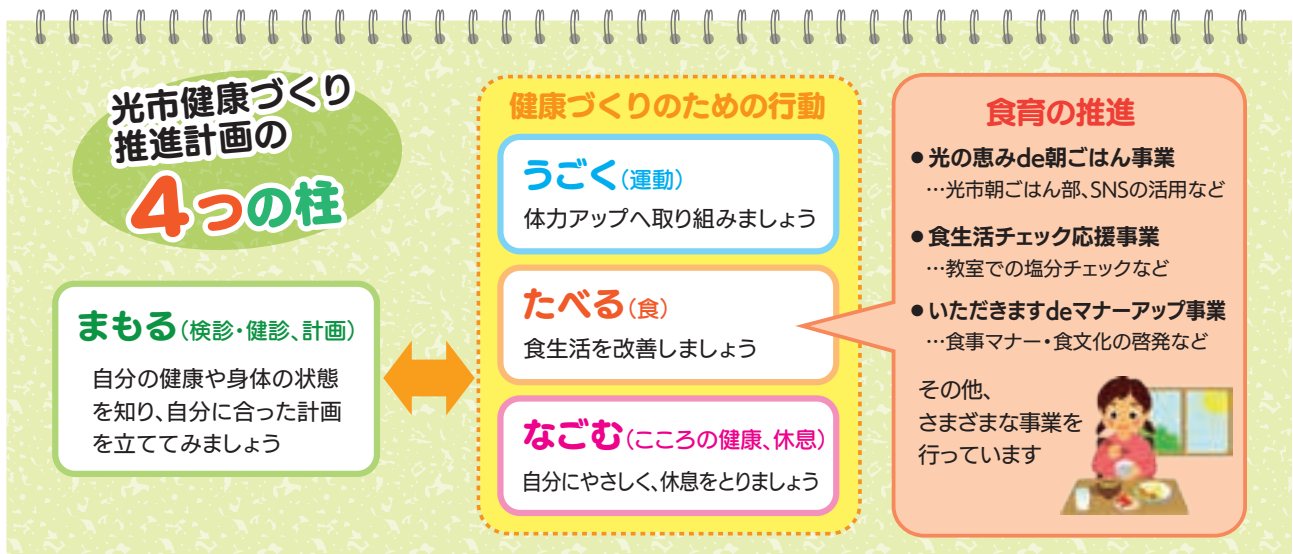 光市健康づくり
推進計画の
4つの柱
まもる(検診・健診、計画)
自分の健康や身体の状態
を知り、自分に合った計画
を立ててみましょう
健康づくりのための行動
うごく(運動)
体力アップへ取り組みましょう
たべる(食)
食生活を改善しましょう
なごむ(こころの健康、休息)
自分にやさしく、休息をとりましょう
食育の推進
●光の恵みde朝ごはん事業
…光市朝ごはん部、SNSの活用など
●食生活チェック応援事業
…教室での塩分チェックなど
●いただきますdeマナーアップ事業
…食事マナー・食文化の啓発など
その他、
さまざまな事業を
行っています